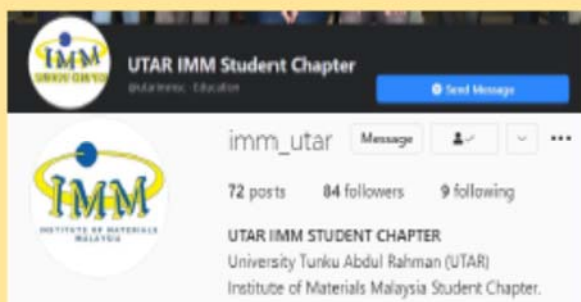 IMM
UTAR IMM Student Chapter
Education
Send Message
IMM
INSTITUTE OF MATERIALS
MALAYSIA
imm_utar Message
72 posts 84 followers 9 following
UTAR IMM STUDENT CHAPTER
University Tunku Abdul Rahman (UTAR)
Institute of Materials Malaysia Student Chapter.